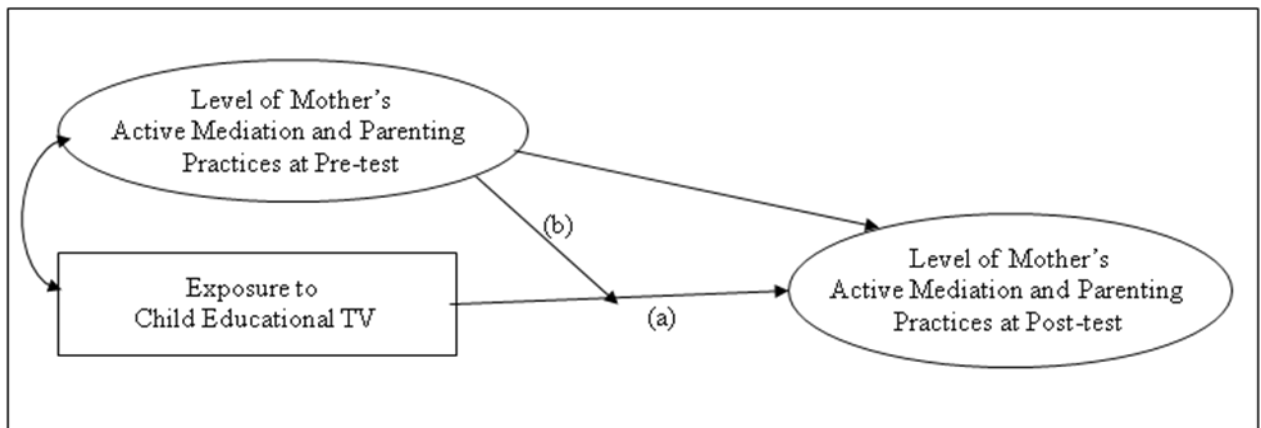 Level of Mother's
Active Mediation and Parenting
Practices at Pre-test
(b)
Exposure to
Child Educational TV
(a)
Level of Mother's
Active Mediation and Parenting
Practices at Post-test